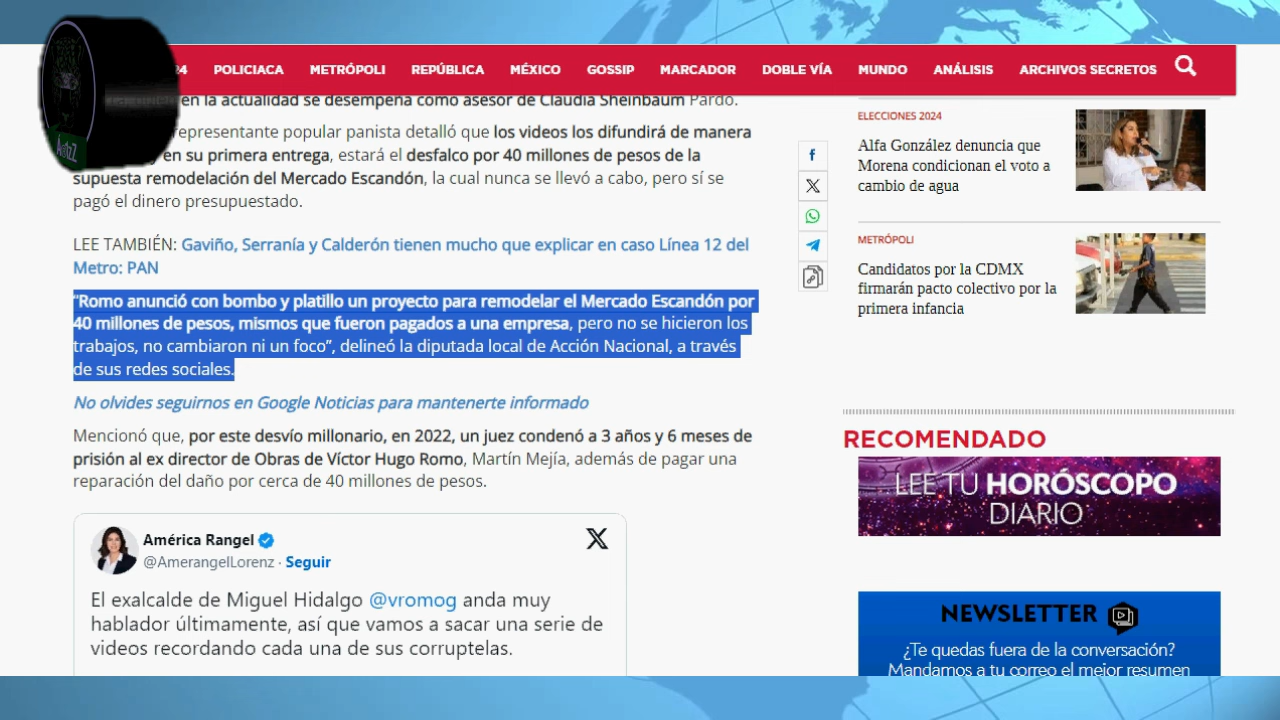 24 POLICIACA METRÓPOLI REPÚBLICA MÉXICO GOSSIP MARCADOR DOBLE VÍA MUNDO ANÁLISIS ARCHIVOS SECRETOS
en la actualidad se desempeña como asesor de Claudia Sheinbaum Pardo.
representante popular panista detalló que los videos los difundirá de manera
en su primera entrega, estará el desfalco por 40 millones de pesos de la
supuesta remodelación del Mercado Escandón, la cual nunca se llevó a cabo, pero sí se
pagó el dinero presupuestado.
LEE TAMBIÉN: Gaviño, Serranía y Calderón tienen mucho que explicar en caso Línea 12 del
Metro: PAN
“Romo anunció con bombo y platillo un proyecto para remodelar el Mercado Escandón por
40 millones de pesos, mismos que fueron pagados a una empresa, pero no se hicieron los
trabajos, no cambiaron ni un foco”, delineó la diputada local de Acción Nacional, a través
de sus redes sociales.
No olvides seguirnos en Google Noticias para mantenerte informado
Mencionó que, por este desvío millonario, en 2022, un juez condenó a 3 años y 6 meses de
prisión al ex director de Obras de Víctor Hugo Romo, Martín Mejía, además de pagar una
reparación del daño por cerca de 40 millones de pesos.
América Rangel
@AmerangelLorenz · Seguir
El exalcalde de Miguel Hidalgo @vromog anda muy
hablador últimamente, así que vamos a sacar una serie de
videos recordando cada una de sus corruptelas.
ELECCIONES 2024
Alfa González denuncia que
Morena condicionan el voto a
cambio de agua
METRÓPOLI
Candidatos por la CDMX
firmarán pacto colectivo por la
primera infancia
RECOMENDADO
LEE TU HORÓSCOPO
DIARIO
NEWSLETTER
¿Te quedas fuera de la conversación?
Mandamos a tu correo el mejor resumen